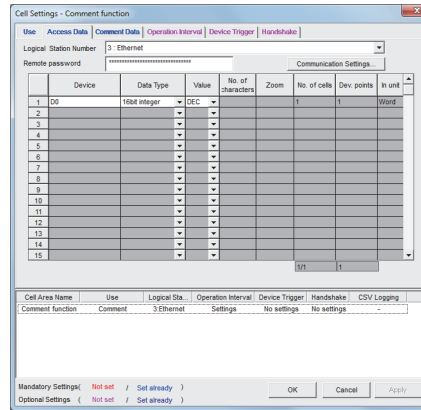 Cell Settings - Comment function
Use Access Data Comment Data Operation Interval Device Trigger Handshake
Logical Station Number 3 : Ethernet
Remote password ******************************
Communication Settings...
Device Data Type Value No. of characters Zoom No. of cells Dev. points In unit
1 D0 16bit integer DEC 1 1 Word
2
3
4
5
6
7
8
9
10
11
12
13
14
15
1/1 1
Cell Area Name Use Logical Sta... Operation Interval Device Trigger Handshake CSV Logging
Comment function Comment 3:Ethernet Settings No settings No settings -
Mandatory Settings( Not set / Set already )
Optional Settings ( Not set / Set already )
OK Cancel Apply